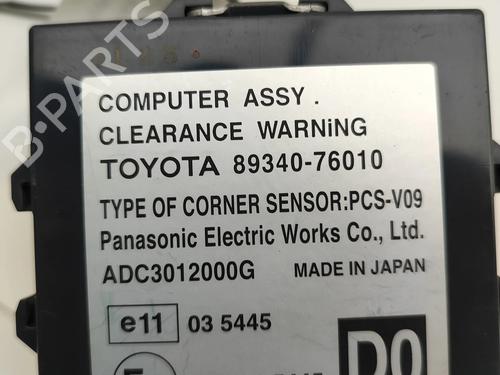 B-PARTS
COMPUTER ASSY .
CLEARANCE WARNiNG
TOYOTA 89340-76010
TYPE OF CORNER SENSOR:PCS-V09
Panasonic Electric Works Co., Ltd.
ADC3012000G MADE IN JAPAN
e11 03 5445
D0